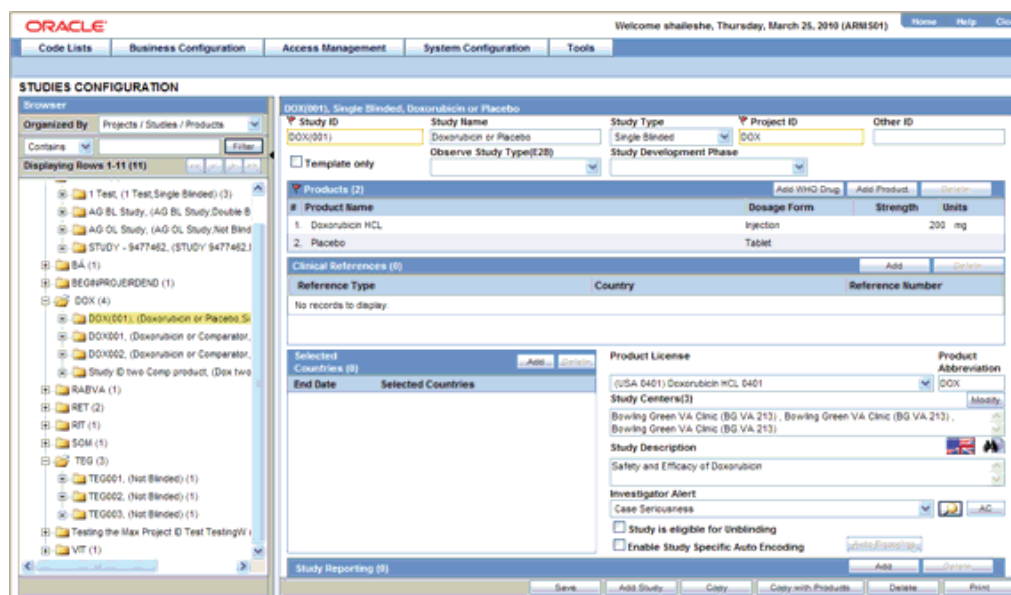 ORACLE
Welcome shaileshe, Thursday, March 25, 2010 (ARMIS01) Home Help Clo
Code Lists Business Configuration Access Management System Configuration Tools
STUDIES CONFIGURATION
Browser
Organized By Projects / Studies / Products
Contains Filter
Displaying Rows 1-11 (11)
1 Test, (1 Test,Single Blinded) (3)
AG BL Study, (AG BL Study,Double B
AG OL Study, (AG OL Study,Not Blind
STUDY - 9477462, (STUDY 9477462,
BA (1)
BEGINPROJEIRDEND (1)
DOX (4)
DOX(001), (Doxorubicin or Placebo,Si
DOX001, (Doxorubicin or Comparator,
DOX002, (Doxorubicin or Comparator,
Study ID two Comp product, (Dox two
RABVA (1)
RET (2)
RIT (1)
SOM (1)
TEG (3)
TEG001, (Not Blinded) (1)
TEG002, (Not Blinded) (1)
TEG003, (Not Blinded) (1)
Testing the Max Project ID Test TestingW
VIT (1)
DOX(001), Single Blinded, Doxorubicin or Placebo
Study ID Study Name Study Type Project ID Other ID
DOX(001) Doxorubicin or Placebo Single Blinded DOX
Template only Observe Study Type(E2B) Study Development Phase
Products (2) Add WHO Drug Add Product Delete
# Product Name Dosage Form Strength Units
1. Doxorubicin HCL Injection 200 mg
2. Placebo Tablet
Clinical References (0) Add Delete
Reference Type Country Reference Number
No records to display
Selected Countries (0) Add Delete
End Date Selected Countries
Product License Product Abbreviation
(USA 0401) Doxorubicin HCL 0401 DOX
Study Centers(3) Modify
Bowling Green VA Clinic (BG VA 213) , Bowling Green VA Clinic (BG VA 213) ,
Bowling Green VA Clinic (BG VA 213)
Study Description
Safety and Efficacy of Doxorubicin
Investigator Alert
Case Seriousness AC
Study is eligible for Unblinding
Enable Study Specific Auto Encoding Auto Encoding
Study Reporting (0) Add Delete
Save Add Study Copy Copy with Products Delete Print